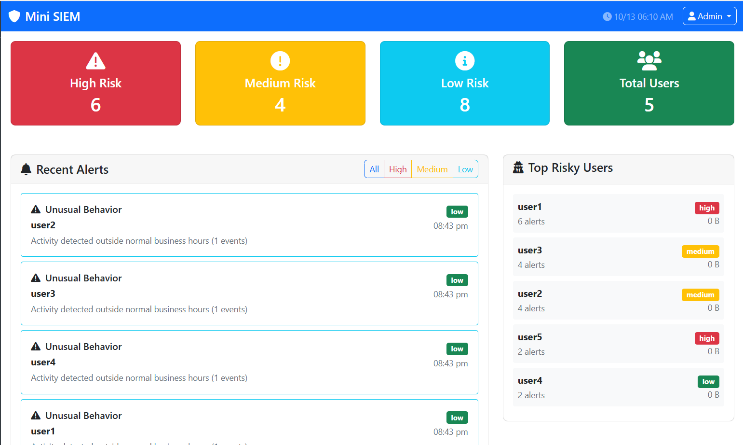 Mini SIEM
10/13 06:10 AM
Admin
High Risk
6
Medium Risk
4
Low Risk
8
Total Users
5
Recent Alerts
All High Medium Low
Unusual Behavior
low
user2
08:43 pm
Activity detected outside normal business hours (1 events)
Unusual Behavior
low
user3
08:43 pm
Activity detected outside normal business hours (1 events)
Unusual Behavior
low
user4
08:43 pm
Activity detected outside normal business hours (1 events)
Unusual Behavior
low
user1
08:43 pm
Top Risky Users
user1
high
6 alerts
0 B
user3
medium
4 alerts
0 B
user2
medium
4 alerts
0 B
user5
high
2 alerts
0 B
user4
low
2 alerts
0 B